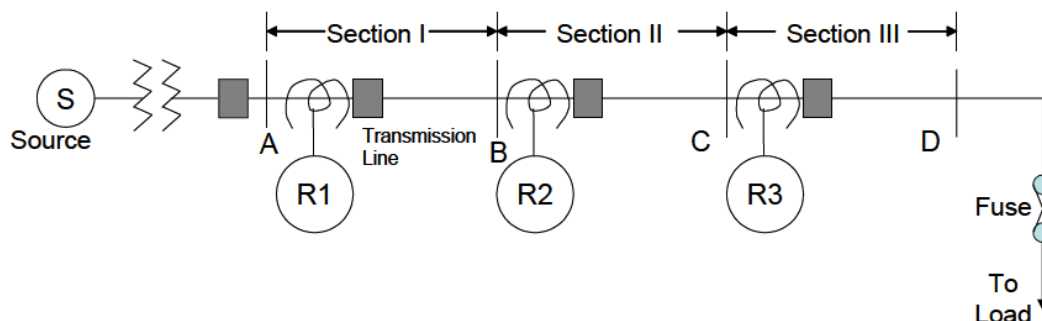 Section I
Section II
Section III
S
Source
A
Transmission
Line
B
C
D
R1
R2
R3
Fuse
To
Load